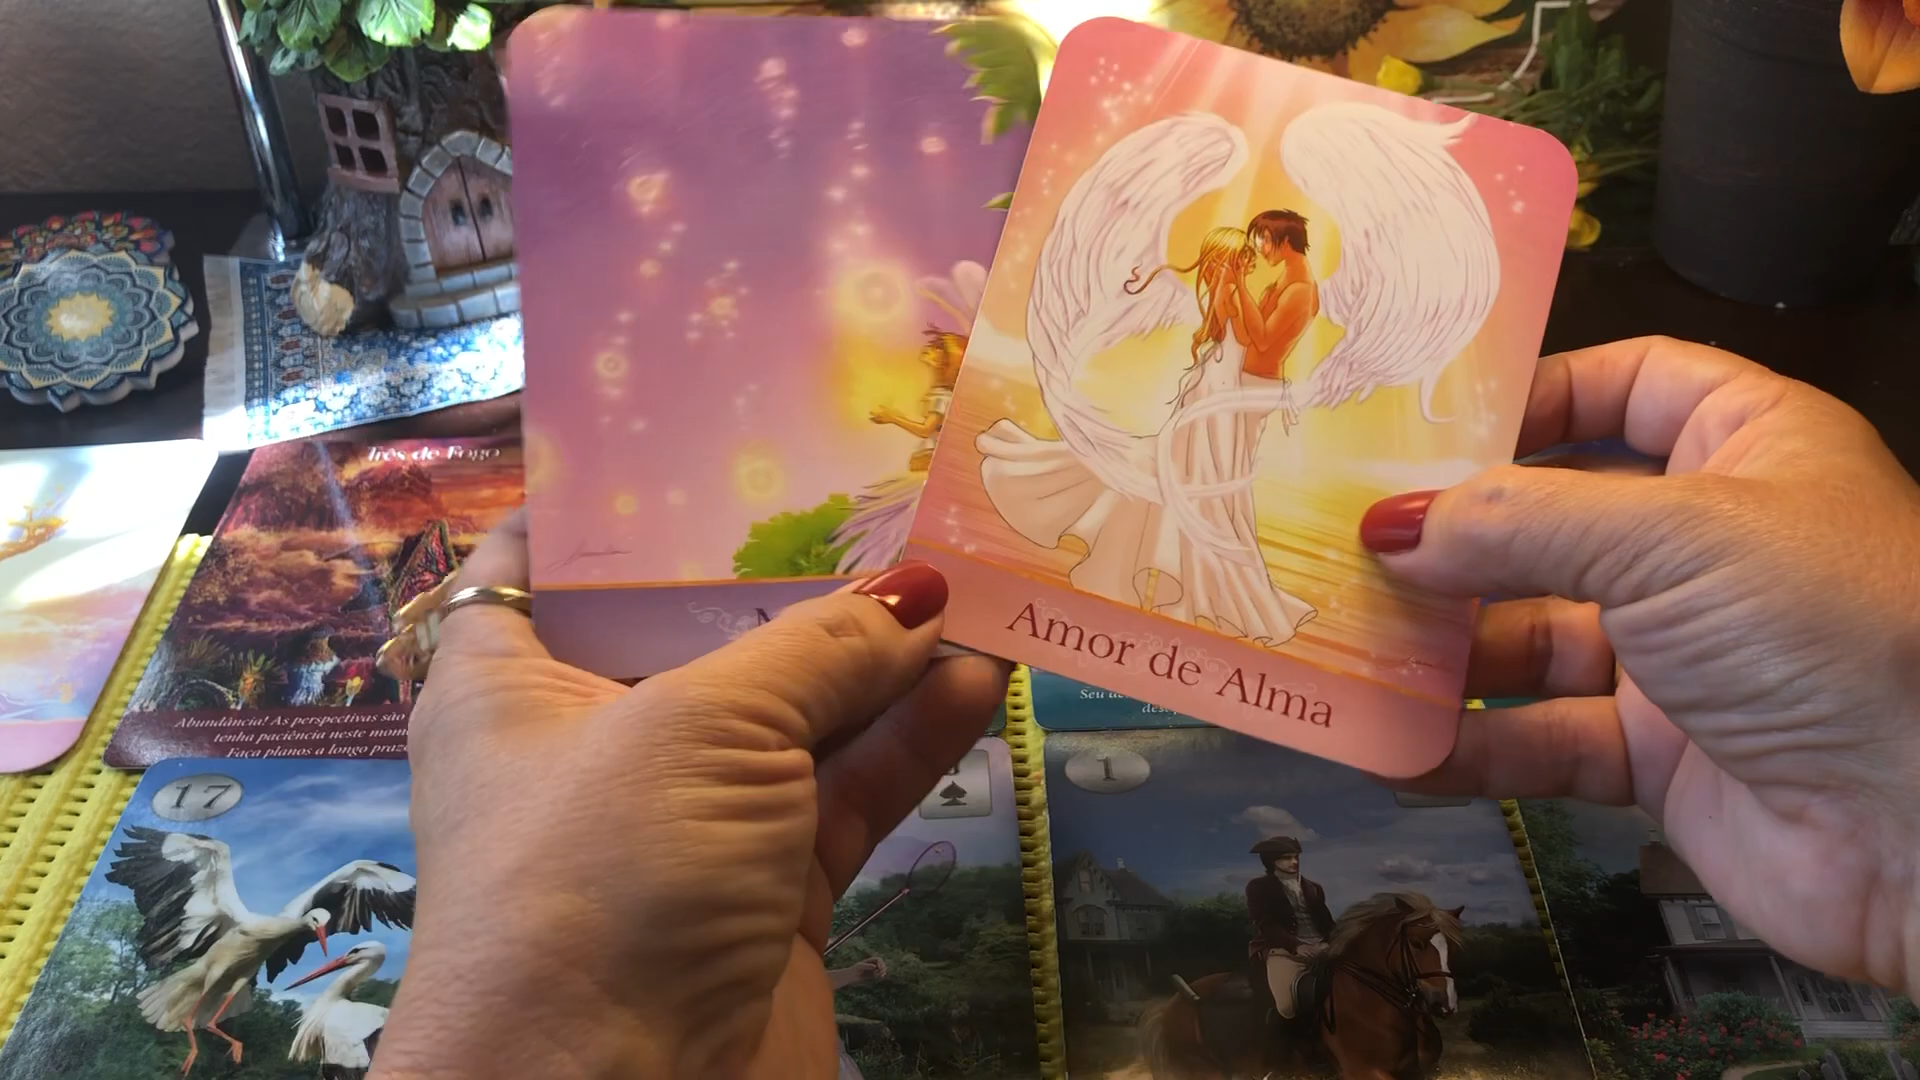 Três de Fogo
Amor de Alma
Abundância! As perspectivas são
tenha paciência neste mom
Faça planos a longo praz
Seu
des
17
1